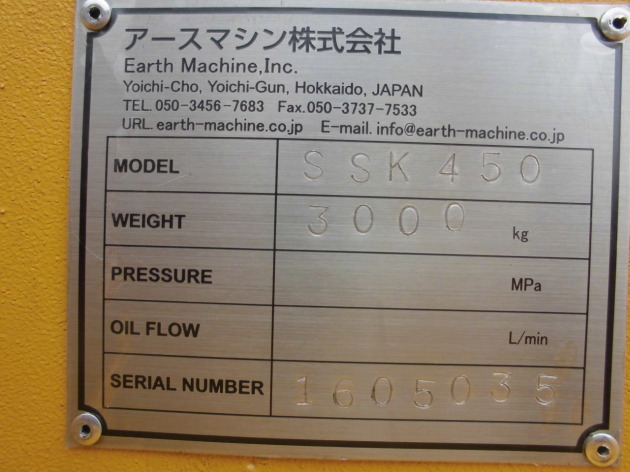 アースマシン株式会社
Earth Machine,Inc.
Yoichi-Cho, Yoichi-Gun, Hokkaido, JAPAN
TEL. 050-3456-7683 Fax.050-3737-7533
URL. earth-machine.co.jp E-mail. info@earth-machine.co.jp
MODEL SSK450
WEIGHT 3000 kg
PRESSURE MPa
OIL FLOW L/min
SERIAL NUMBER 1605035